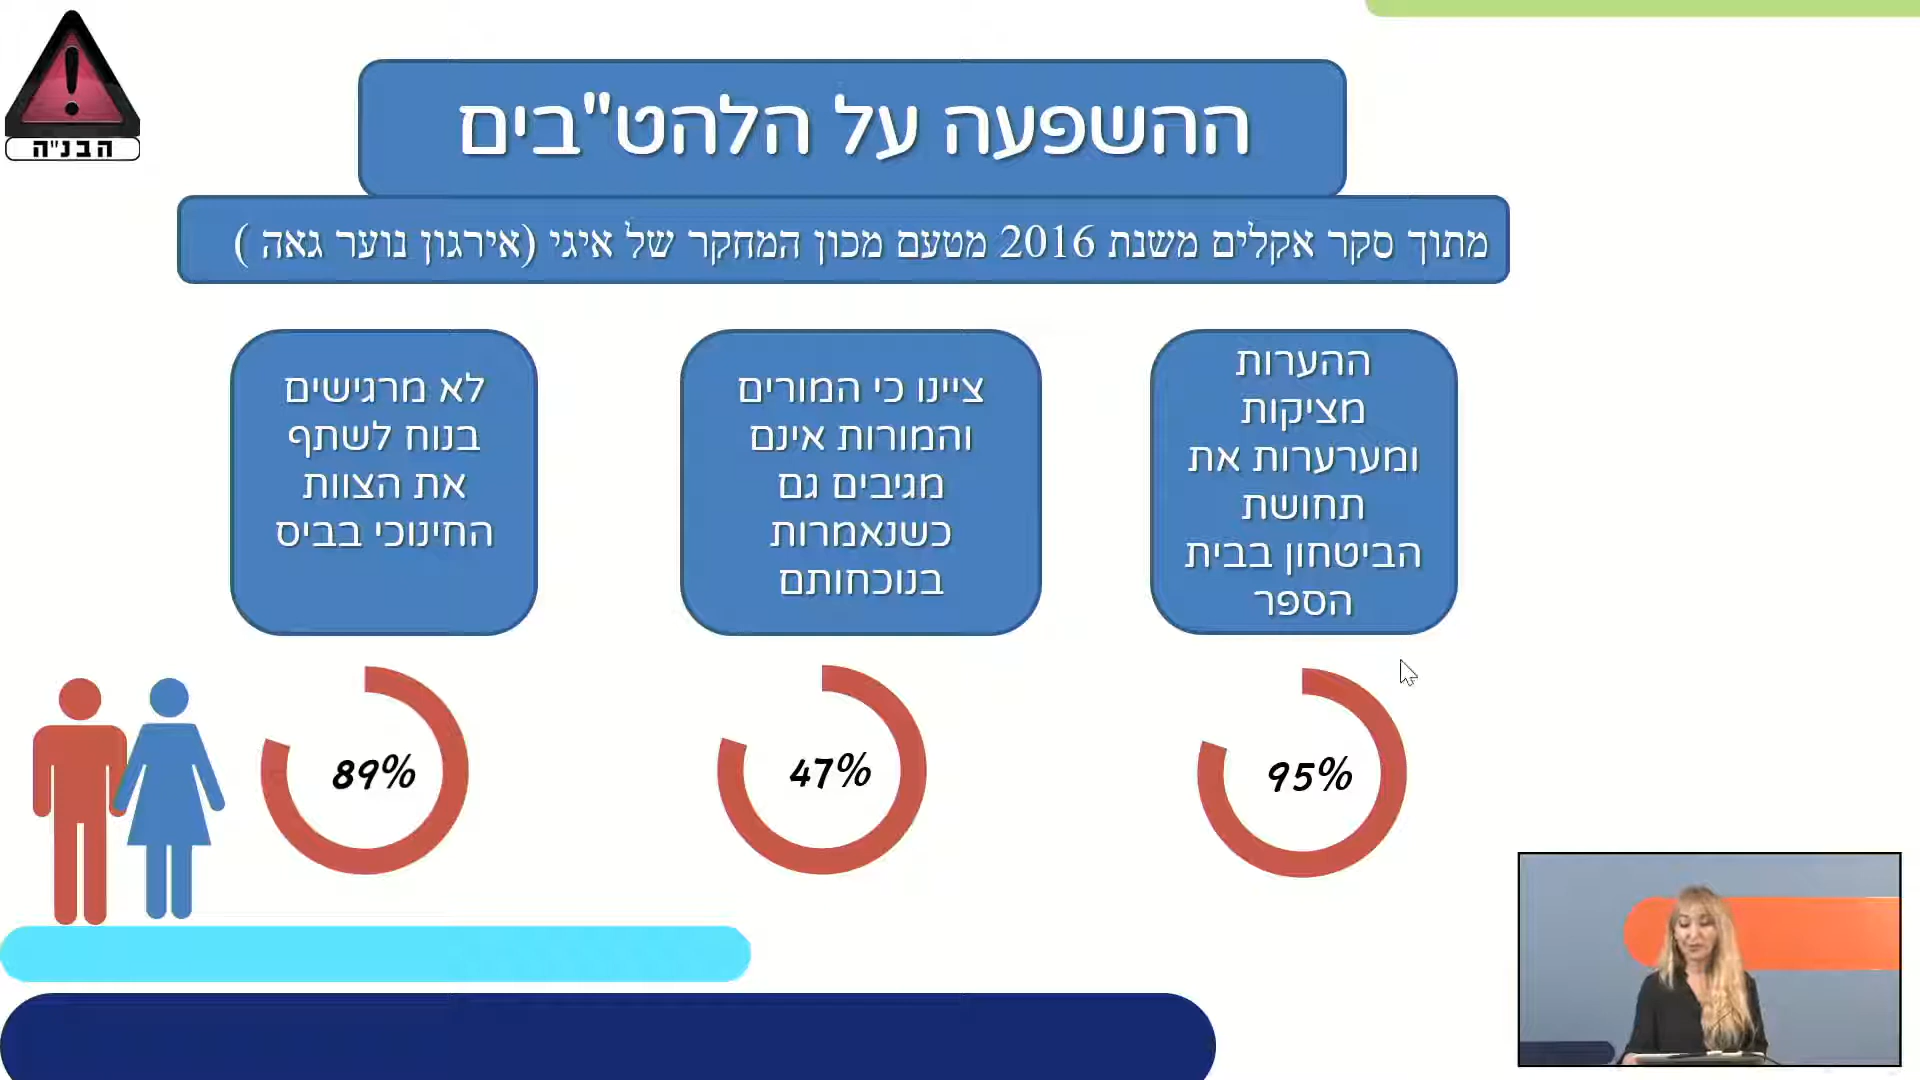 הבנ"ה
ההשפעה על הלהט"בים
מתוך סקר אקלים משנת 2016 מטעם מכון המחקר של איגי (אירגון נוער גאה )
ההערות
מציקות
ומערערות את
תחושת
הביטחון בבית
הספר
ציינו כי המורים
והמורות אינם
מגיבים גם
כשנאמרות
בנוכחותם
לא מרגישים
בנוח לשתף
את הצוות
החינוכי בביס
95%
47%
89%